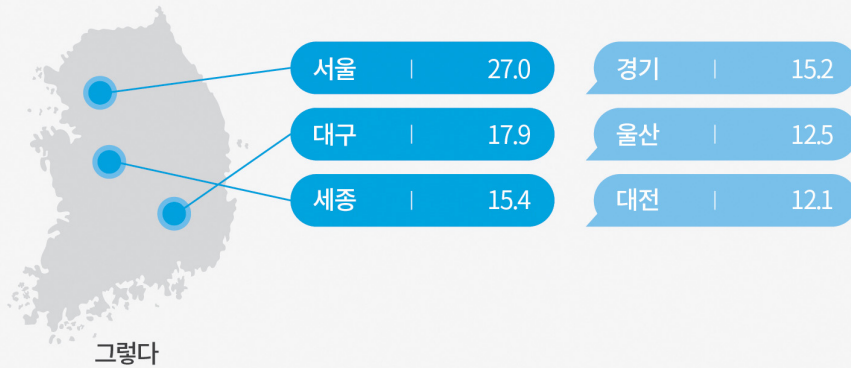 서울 | 27.0
대구 | 17.9
세종 | 15.4
경기 | 15.2
울산 | 12.5
대전 | 12.1
그렇다